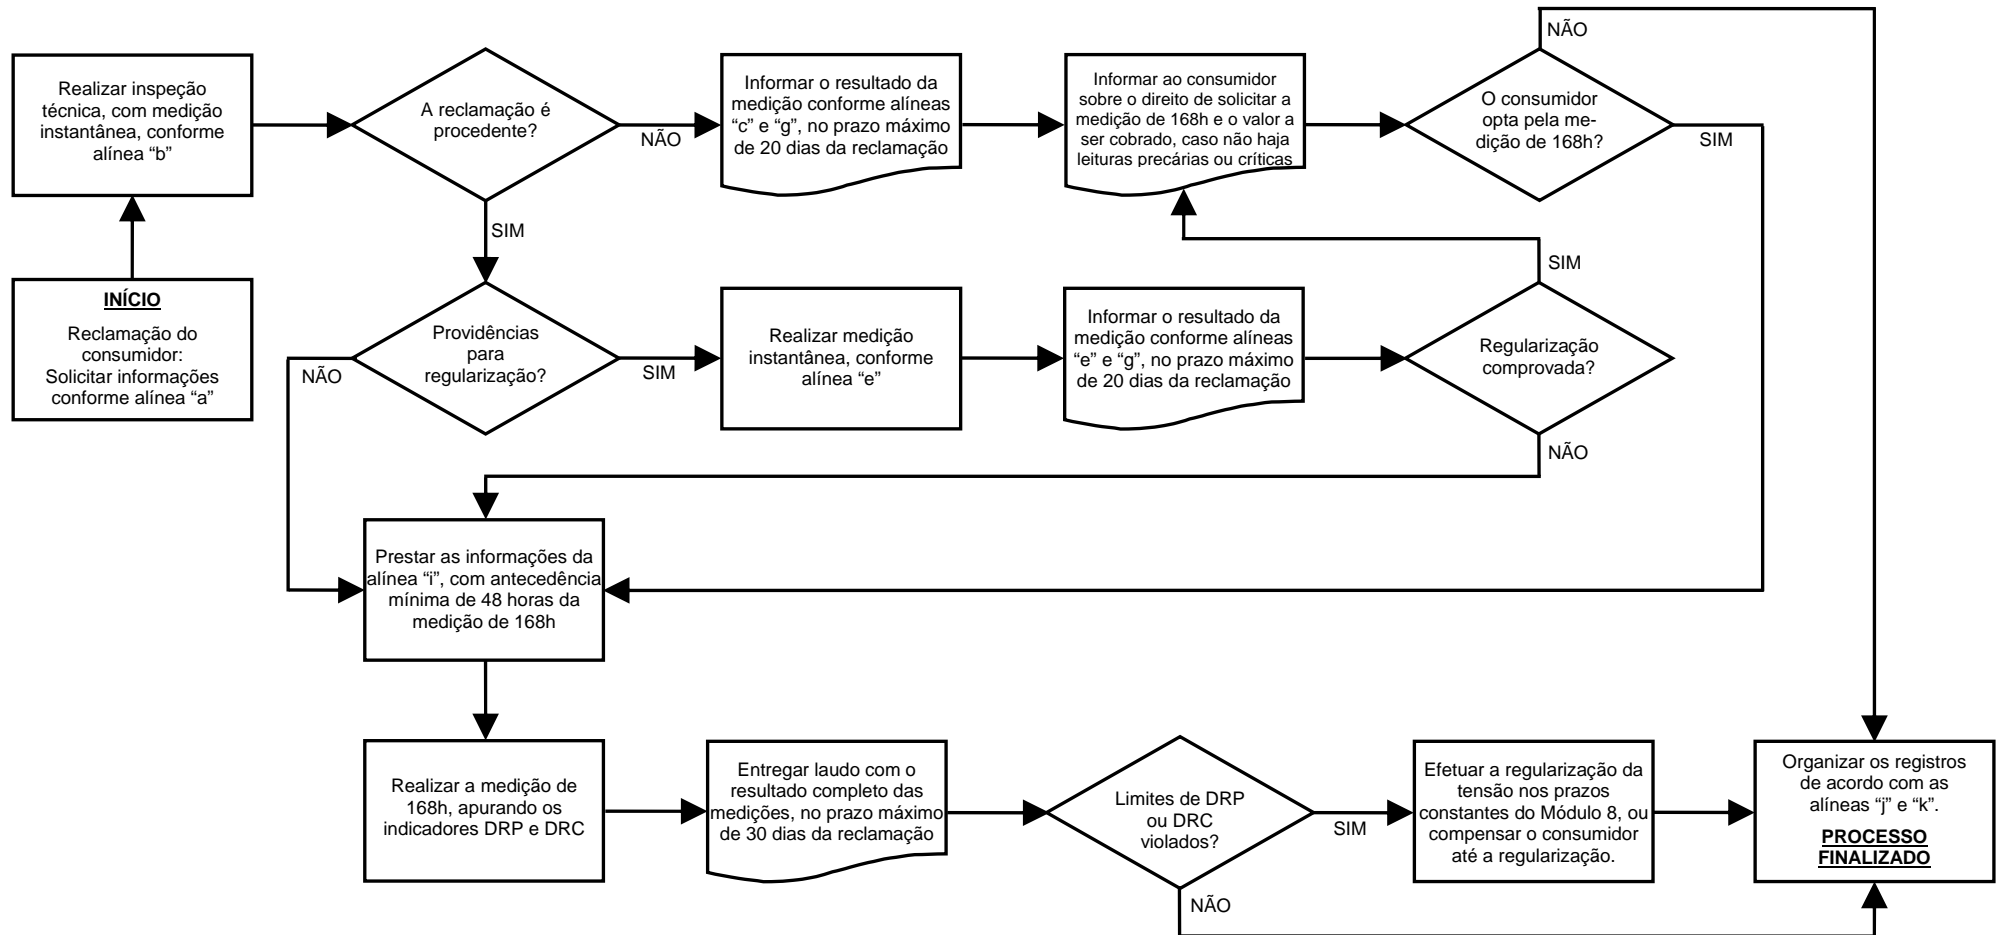 Realizar inspeção
técnica, com medição
instantânea, conforme
alínea “b”
A reclamação é
procedente?
NÃO
SIM
Informar o resultado da
medição conforme alíneas
“c” e “g”, no prazo máximo
de 20 dias da reclamação
Informar ao consumidor
sobre o direito de solicitar a
medição de 168h e o valor a
ser cobrado, caso não haja
leituras precárias ou críticas
O consumidor
opta pela me-
dição de 168h?
NÃO
SIM
INÍCIO
Reclamação do
consumidor:
Solicitar informações
conforme alínea “a”
Providências
para
regularização?
NÃO
SIM
Realizar medição
instantânea, conforme
alínea “e”
Informar o resultado da
medição conforme alíneas
“e” e “g”, no prazo máximo
de 20 dias da reclamação
Regularização
comprovada?
SIM
NÃO
Prestar as informações da
alínea “i”, com antecedência
mínima de 48 horas da
medição de 168h
Realizar a medição de
168h, apurando os
indicadores DRP e DRC
Entregar laudo com o
resultado completo das
medições, no prazo máximo
de 30 dias da reclamação
Limites de DRP
ou DRC
violados?
SIM
NÃO
Efetuar a regularização da
tensão nos prazos
constantes do Módulo 8, ou
compensar o consumidor
até a regularização.
Organizar os registros
de acordo com as
alíneas “j” e “k”.
PROCESSO
FINALIZADO